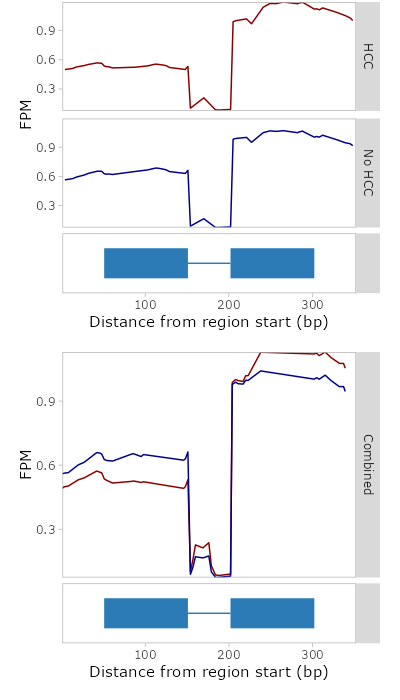 0.9
0.6
0.3
HCC
FPM
0.9
0.6
0.3
No HCC
100
200
300
Distance from region start (bp)
0.9
0.6
0.3
FPM
Combined
100
200
300
Distance from region start (bp)